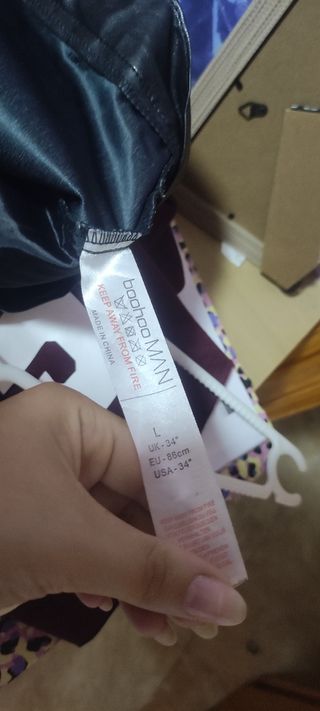 boohooMAN
KEEP AWAY FROM FIRE
MADE IN CHINA
L
UK - 34"
EU - 86cm
USA - 34"